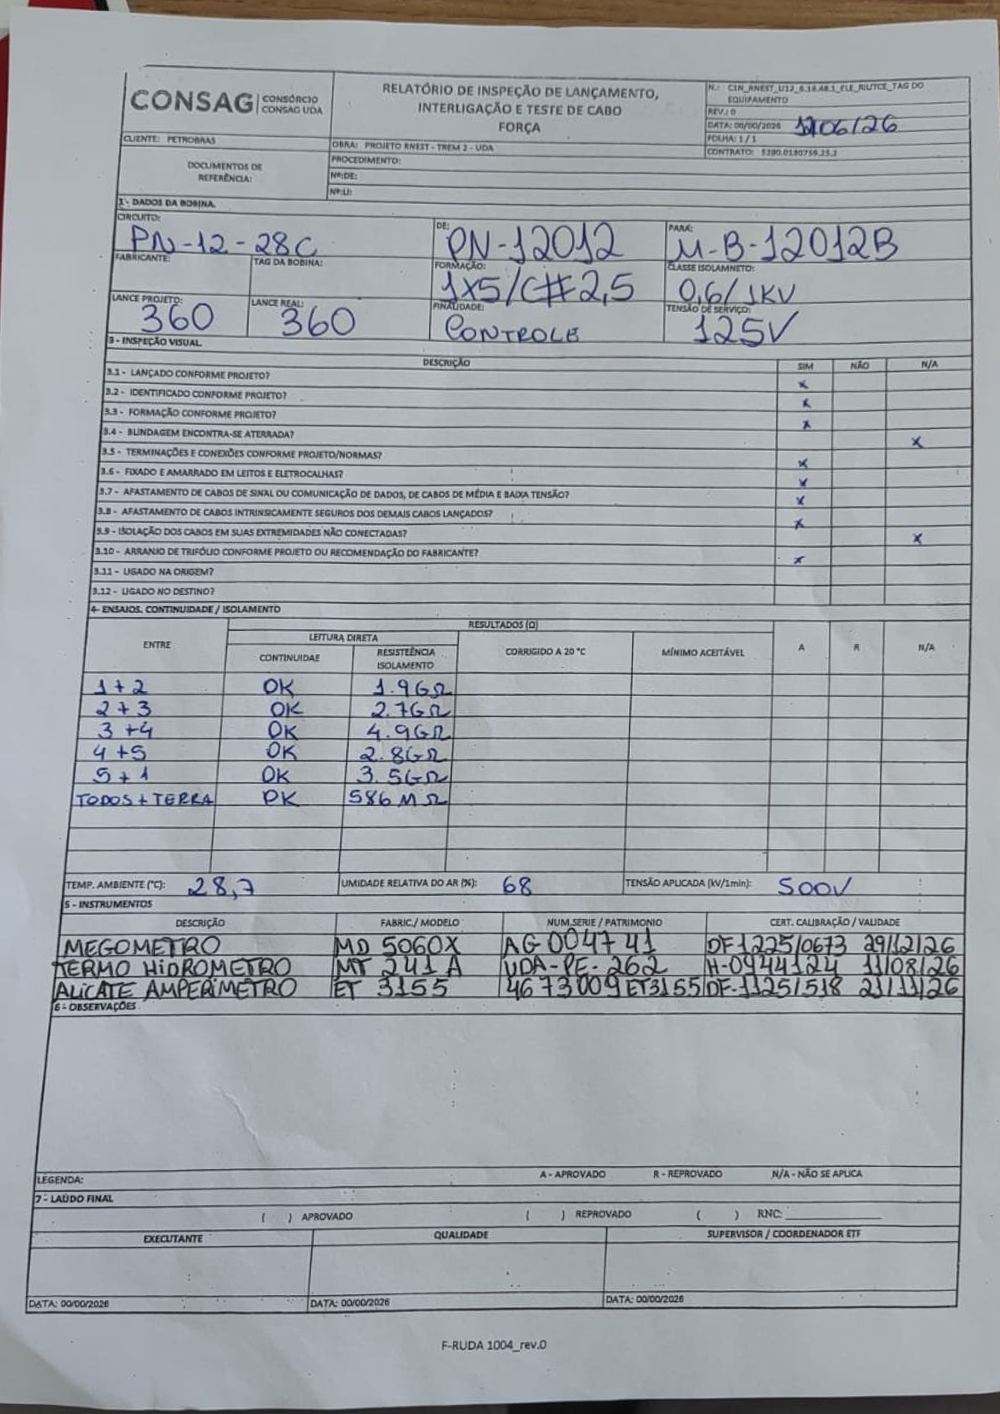 CONSAG CONSÓRCIO CONSAG UDA
RELATÓRIO DE INSPEÇÃO DE LANÇAMENTO, INTERLIGAÇÃO E TESTE DE CABO FORÇA
N.: C1N_RNEST_U12_6.18.48.1_ELE_RIUTCE_TAG DO EQUIPAMENTO
REV.: 0
DATA: 00/00/2026 12/06/26
FOLHA: 1 / 1
CLIENTE: PETROBRAS
OBRA: PROJETO RNEST - TREM 2 - UDA
CONTRATO:
DOCUMENTOS DE REFERÊNCIA:
PROCEDIMENTO:
Nº:DE:
Nº:LI:
1 - DADOS DA BOBINA.
CIRCUITO: PN-12-28C
DE: PN-12012
PARA: M-B-12012B
FABRICANTE:
TAG DA BOBINA:
FORMAÇÃO: 1X5/C#2,5
CLASSE ISOLAMNETO: 0,6/1KV
LANCE PROJETO: 360
LANCE REAL: 360
FINALIDADE: CONTROLE
TENSÃO DE SERVIÇO: 125V
3 - INSPEÇÃO VISUAL
DESCRIÇÃO SIM NÃO N/A
3.1 - LANÇADO CONFORME PROJETO? x
3.2 - IDENTIFICADO CONFORME PROJETO? x
3.3 - FORMAÇÃO CONFORME PROJETO? x
3.4 - BLINDAGEM ENCONTRA-SE ATERRADA? x
3.5 - TERMINAÇÕES E CONEXÕES CONFORME PROJETO/NORMAS? x
3.6 - FIXADO E AMARRADO EM LEITOS E ELETROCALHAS? x
3.7 - AFASTAMENTO DE CABOS DE SINAL OU COMUNICAÇÃO DE DADOS, DE CABOS DE MÉDIA E BAIXA TENSÃO? x
3.8 - AFASTAMENTO DE CABOS INTRINSICAMENTE SEGUROS DOS DEMAIS CABOS LANÇADOS? x
3.9 - ISOLAÇÃO DOS CABOS EM SUAS EXTREMIDADES NÃO CONECTADAS? x
3.10 - ARRANJO DE TRIFÓLIO CONFORME PROJETO OU RECOMENDAÇÃO DO FABRICANTE? x
3.11 - LIGADO NA ORIGEM?
3.12 - LIGADO NO DESTINO?
4- ENSAIOS. CONTINUIDADE / ISOLAMENTO
ENTRE
RESULTADOS (Ω)
LEITURA DIRETA
CONTINUIDAE
RESISTEÊNCIA ISOLAMENTO
CORRIGIDO A 20 °C
MÍNIMO ACEITÁVEL
A R N/A
1+2 OK 1.9GΩ
2+3 OK 2.7GΩ
3+4 OK 4.9GΩ
4+5 OK 2.8GΩ
5+1 OK 3.5GΩ
TODOS+TERRA OK 586MΩ
TEMP. AMBIENTE (°C): 28,7
UMIDADE RELATIVA DO AR (%): 68
TENSÃO APLICADA (kV/1min): 500V
5 - INSTRUMENTOS
DESCRIÇÃO FABRIC./ MODELO NUM.SERIE / PATRIMONIO CERT. CALIBRAÇÃO / VALIDADE
MEGOMETRO MD 5060X AG004741 DF1225/0673 29/12/26
TERMO HIDROMETRO MT 241A UDA-PE-262 H-0944124 11/08/26
ALICATE AMPERÍMETRO ET 3155 4673009ET3155 DF-1125/518 21/11/26
6 - OBSERVAÇÕES
LEGENDA: A - APROVADO R - REPROVADO N/A - NÃO SE APLICA
7 - LAUDO FINAL
( ) APROVADO ( ) REPROVADO ( ) RNC:
EXECUTANTE QUALIDADE SUPERVISOR / COORDENADOR ETF
DATA: 00/00/2026 DATA: 00/00/2026 DATA: 00/00/2026
F-RUDA 1004_rev.0